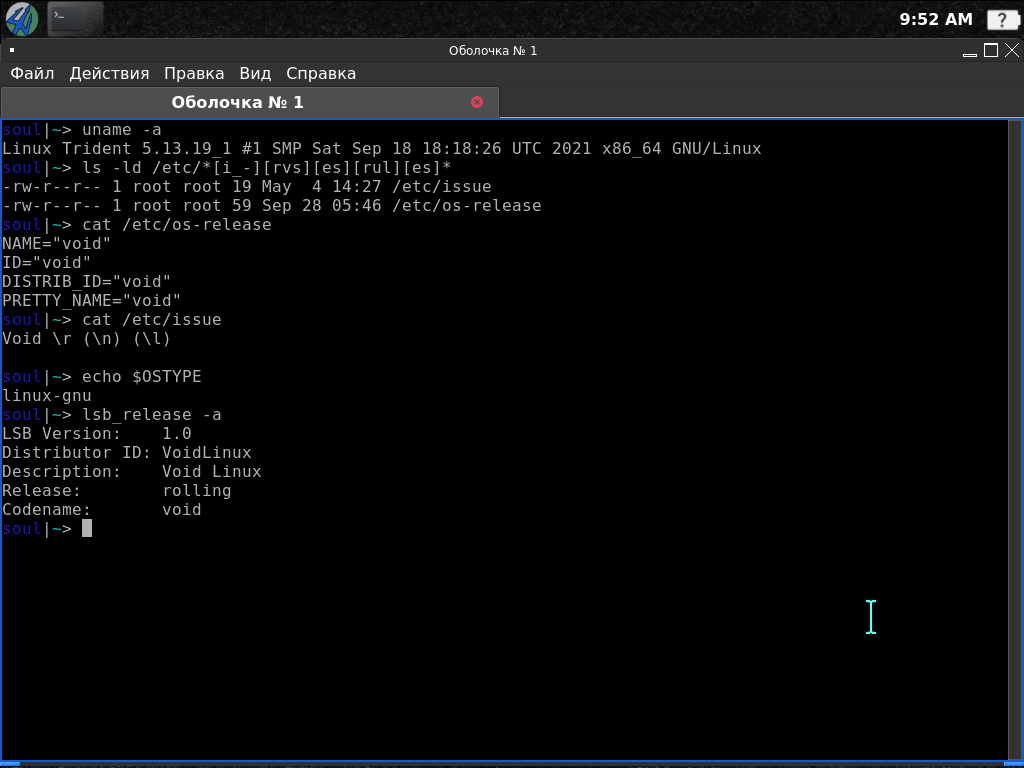 9:52 AM
?
Оболочка № 1
Файл Действия Правка Вид Справка
Оболочка № 1
soul|~> uname -a
Linux Trident 5.13.19_1 #1 SMP Sat Sep 18 18:18:26 UTC 2021 x86_64 GNU/Linux
soul|~> ls -ld /etc/*[i_-][rvs][es][rul][es]*
-rw-r--r-- 1 root root 19 May  4 14:27 /etc/issue
-rw-r--r-- 1 root root 59 Sep 28 05:46 /etc/os-release
soul|~> cat /etc/os-release
NAME="void"
ID="void"
DISTRIB_ID="void"
PRETTY_NAME="void"
soul|~> cat /etc/issue
Void \r (\n) (\l)
soul|~> echo $OSTYPE
linux-gnu
soul|~> lsb_release -a
LSB Version:    1.0
Distributor ID: VoidLinux
Description:    Void Linux
Release:        rolling
Codename:       void
soul|~>